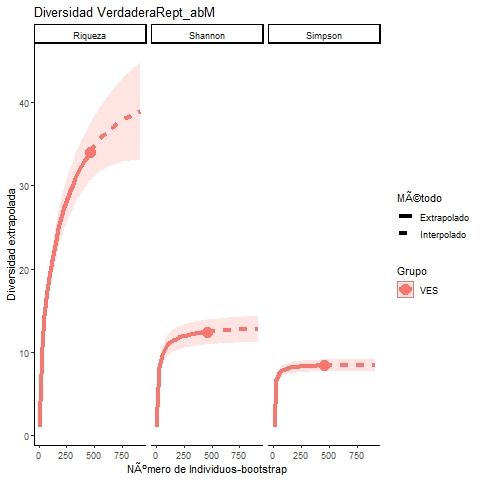 Diversidad VerdaderaRept_abM
Riqueza
Shannon
Simpson
Diversidad extrapolada
40
30
20
10
0
0 250 500 750
0 250 500 750
0 250 500 750
NÃºmero de Individuos-bootstrap
MÃ©todo
Extrapolado
Interpolado
Grupo
VES